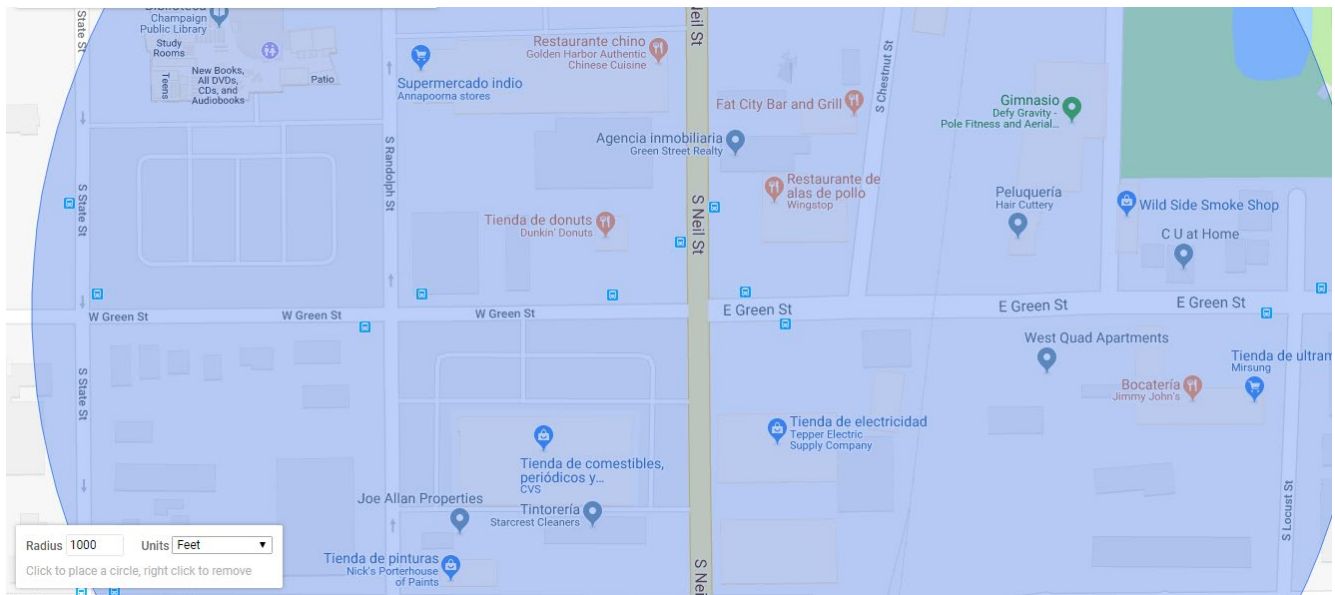 Biblioteca
Champaign
Public Library
Study
Rooms
Teens
New Books,
All DVDs,
CDs, and
Audiobooks
Patio
S State St
Supermercado indio
Annapoorna stores
Restaurante chino
Golden Harbor Authentic
Chinese Cuisine
Neil St
Fat City Bar and Grill
S Chestnut St
Gimnasio
Defy Gravity -
Pole Fitness and Aerial...
Agencia inmobiliaria
Green Street Realty
S Randolph St
S State St
Restaurante de
alas de pollo
Wingstop
S Neil St
Tienda de donuts
Dunkin' Donuts
Peluquería
Hair Cuttery
Wild Side Smoke Shop
C U at Home
W Green St
W Green St
W Green St
E Green St
E Green St
E Green St
West Quad Apartments
Tienda de ultram
Mirsung
Bocatería
Jimmy John's
S State St
Tienda de electricidad
Tepper Electric
Supply Company
Tienda de comestibles,
periódicos y...
CVS
Joe Allan Properties
Tintorería
Starcrest Cleaners
S Locust St
Tienda de pinturas
Nick's Porterhouse
of Paints
S Nei
Radius 1000 Units Feet
Click to place a circle, right click to remove